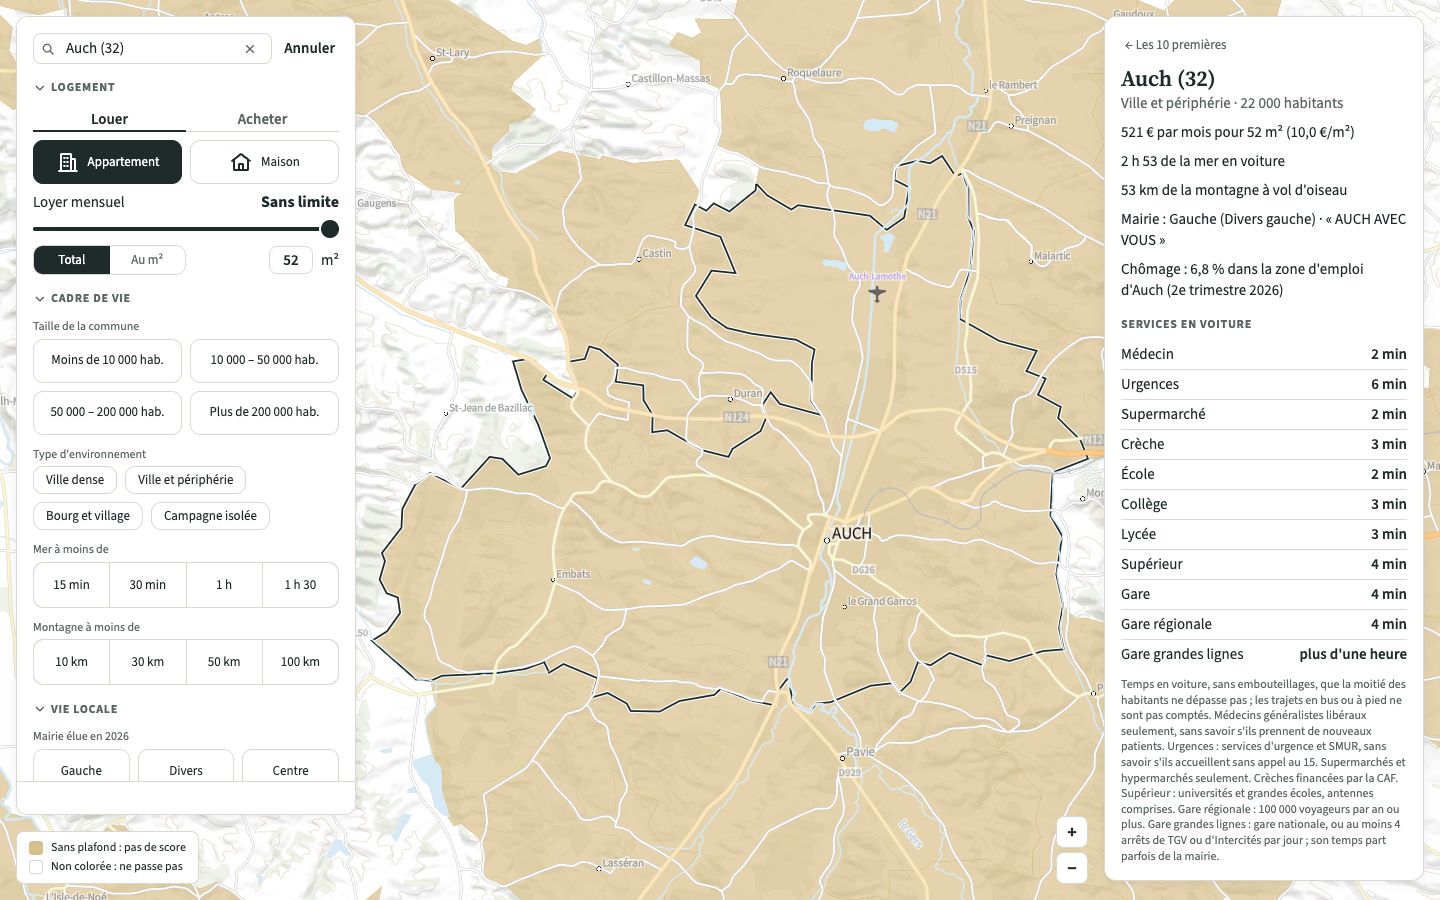 Auch (32)
Annuler
LOGEMENT
Louer
Acheter
Appartement
Maison
Loyer mensuel
Sans limite
Total
Au m²
52
m²
CADRE DE VIE
Taille de la commune
Moins de 10 000 hab.
10 000 – 50 000 hab.
50 000 – 200 000 hab.
Plus de 200 000 hab.
Type d'environnement
Ville dense
Ville et périphérie
Bourg et village
Campagne isolée
Mer à moins de
15 min
30 min
1 h
1 h 30
Montagne à moins de
10 km
30 km
50 km
100 km
VIE LOCALE
Mairie élue en 2026
Gauche
Divers
Centre
Sans plafond : pas de score
Non colorée : ne passe pas
L'Isle-de-Noé
St-Lary
Castillon-Massas
Roquelaure
Gaudoux
le Rambert
N21
Preignan
Gaugens
N21
Castin
Malartic
Auch-Lamothe
D515
Duran
St-Jean de Bazillac
N124
AUCH
D626
Embats
le Grand Garros
N21
Pavie
D929
le Gers
Lasséran
+
−
← Les 10 premières
Auch (32)
Ville et périphérie · 22 000 habitants
521 € par mois pour 52 m² (10,0 €/m²)
2 h 53 de la mer en voiture
53 km de la montagne à vol d'oiseau
Mairie : Gauche (Divers gauche) · « AUCH AVEC
VOUS »
Chômage : 6,8 % dans la zone d'emploi
d'Auch (2e trimestre 2026)
SERVICES EN VOITURE
Médecin 2 min
Urgences 6 min
Supermarché 2 min
Crèche 3 min
École 2 min
Collège 3 min
Lycée 3 min
Supérieur 4 min
Gare 4 min
Gare régionale 4 min
Gare grandes lignes plus d'une heure
Temps en voiture, sans embouteillages, que la moitié des
habitants ne dépasse pas ; les trajets en bus ou à pied ne
sont pas comptés. Médecins généralistes libéraux
seulement, sans savoir s'ils prennent de nouveaux
patients. Urgences : services d'urgence et SMUR, sans
savoir s'ils accueillent sans appel au 15. Supermarchés et
hypermarchés seulement. Crèches financées par la CAF.
Supérieur : universités et grandes écoles, antennes
comprises. Gare régionale : 100 000 voyageurs par an ou
plus. Gare grandes lignes : gare nationale, ou au moins 4
arrêts de TGV ou d'Intercités par jour ; son temps part
parfois de la mairie.